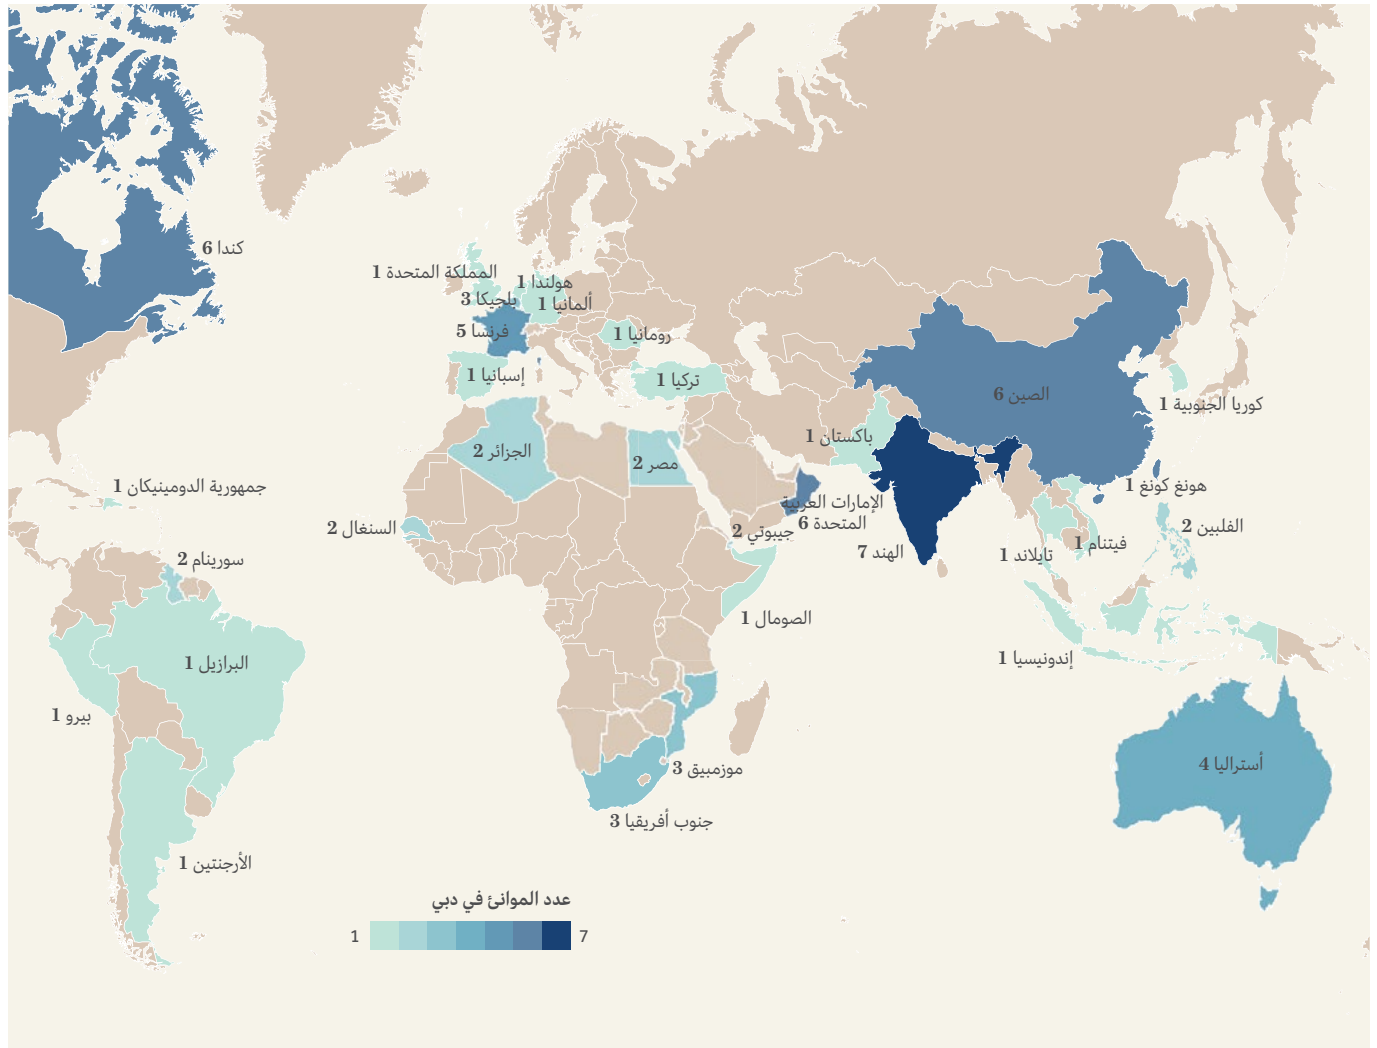 كندا 6
المملكة المتحدة 1
هولندا 1
بلجيكا 3
ألمانيا 1
فرنسا 5
رومانيا 1
إسبانيا 1
تركيا 1
الصين 6
كوريا الجنوبية 1
باكستان 1
الجزائر 2
مصر 2
جمهورية الدومينيكان 1
هونغ كونغ 1
الإمارات العربية
المتحدة 6
السنغال 2
جيبوتي 2
الفلبين 2
الهند 7
تايلاند 1
فيتنام 1
سورينام 2
الصومال 1
إندونيسيا 1
البرازيل 1
بيرو 1
أستراليا 4
موزمبيق 3
جنوب أفريقيا 3
الأرجنتين 1
عدد الموانئ في دبي
1 7